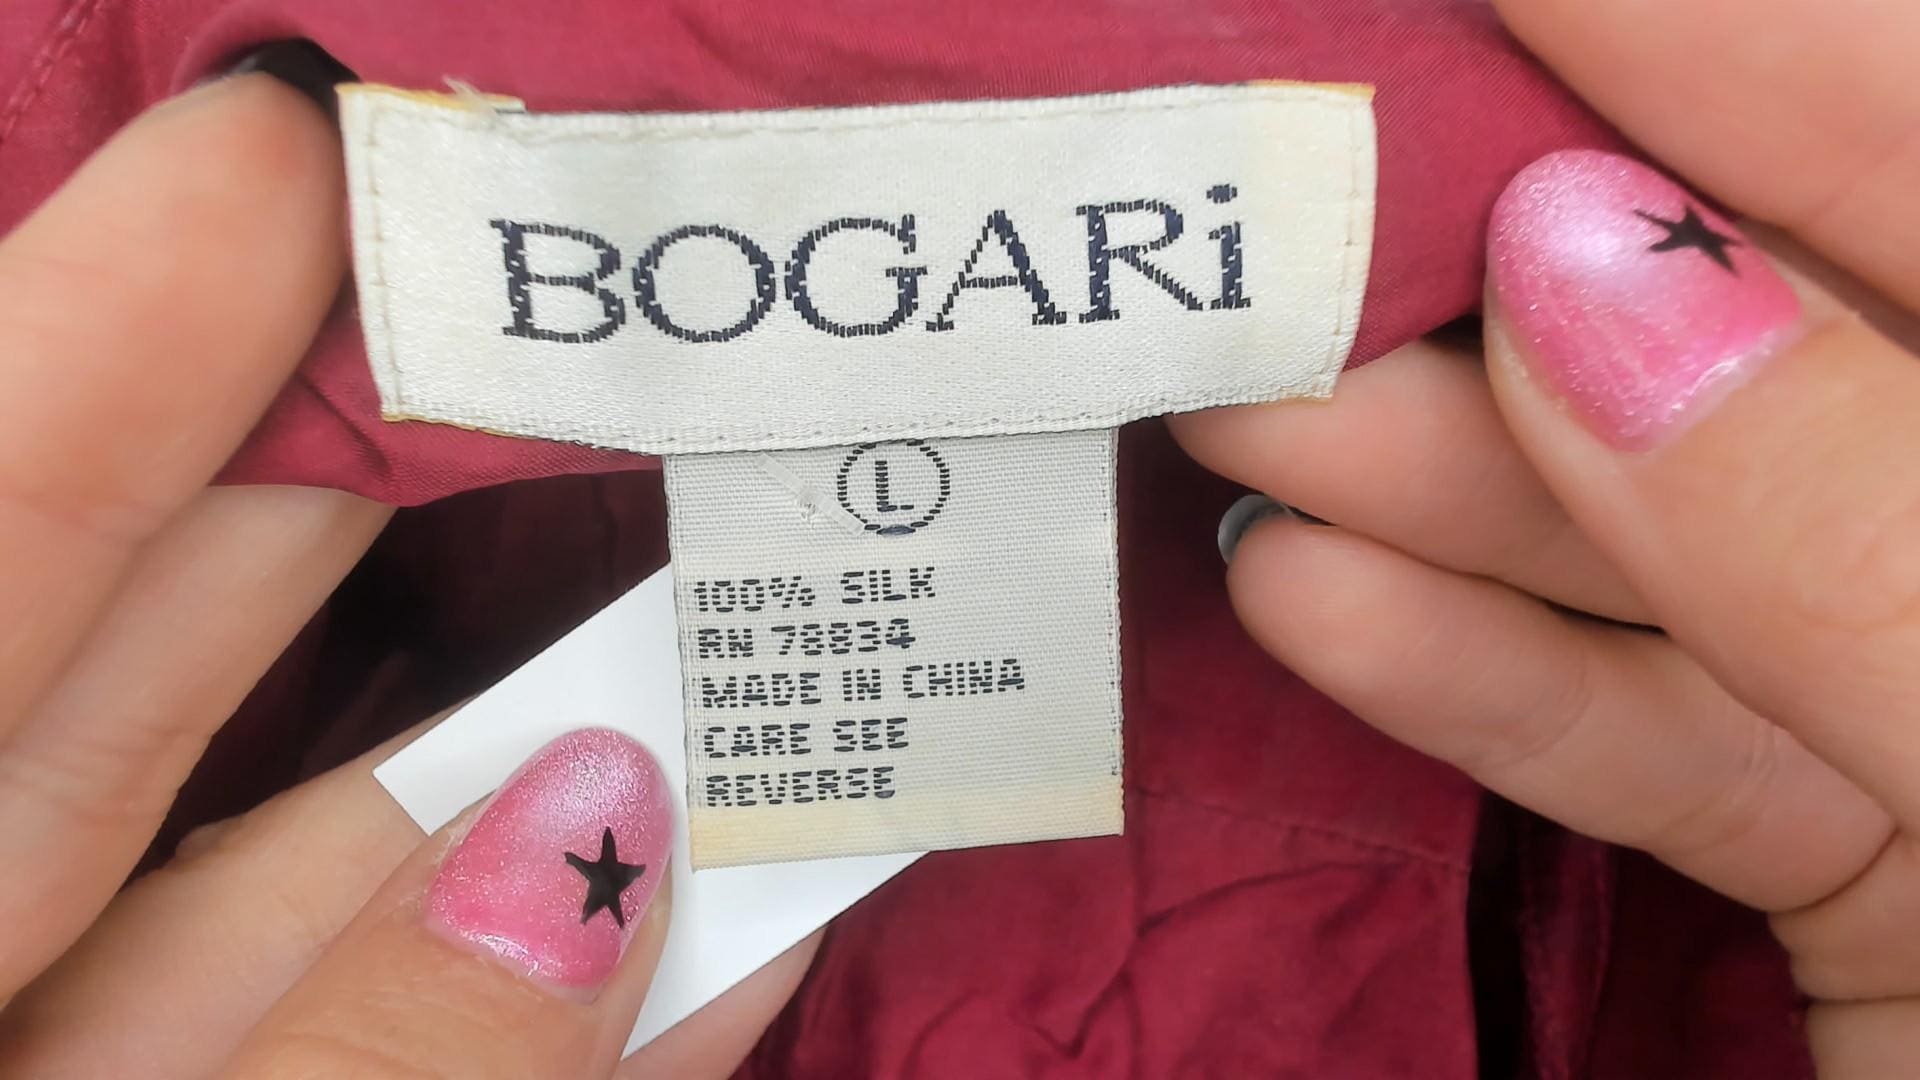 BOGARi
L
100% SILK
RN 78834
MADE IN CHINA
CARE SEE
REVERSE